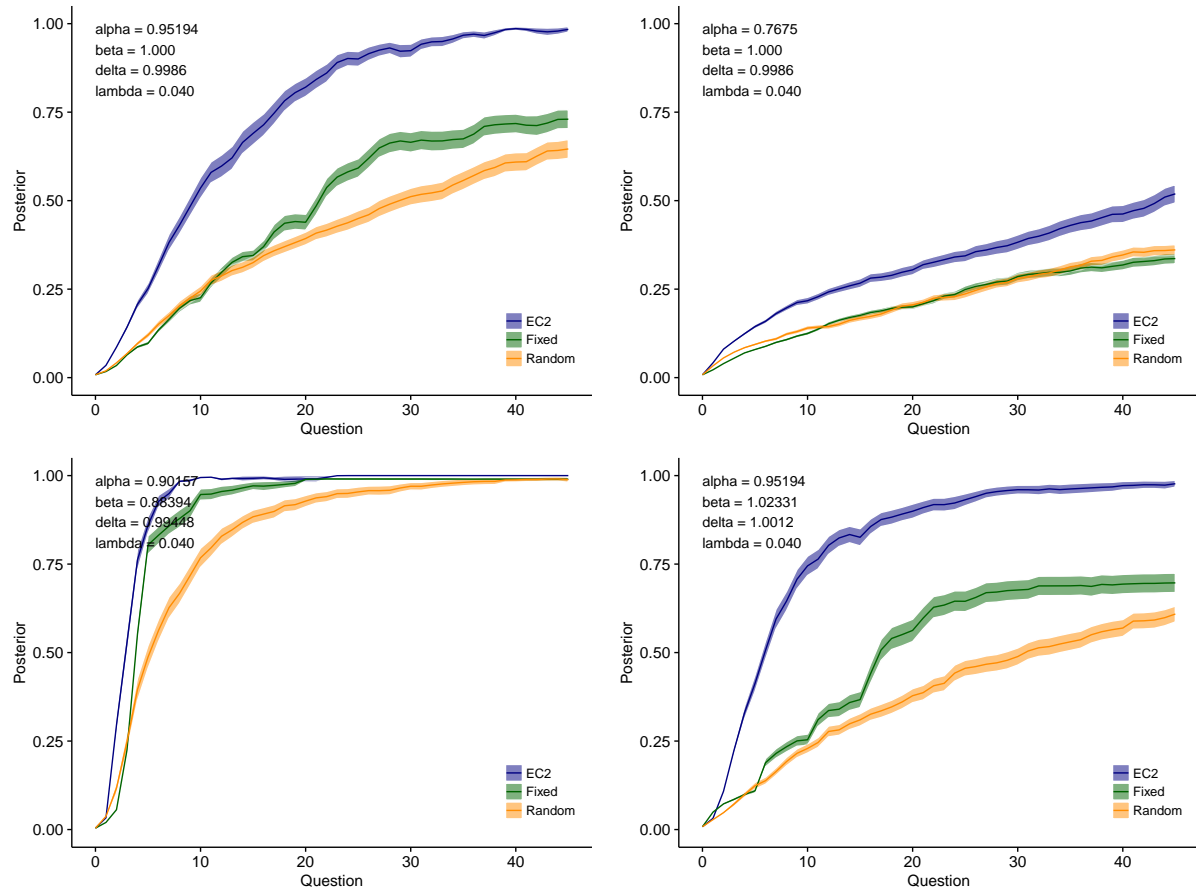 alpha = 0.95194
beta = 1.000
delta = 0.9986
lambda = 0.040
1.00
0.75
0.50
0.25
0.00
Posterior
0 10 20 30 40
Question
EC2
Fixed
Random
alpha = 0.7675
beta = 1.000
delta = 0.9986
lambda = 0.040
1.00
0.75
0.50
0.25
0.00
Posterior
0 10 20 30 40
Question
EC2
Fixed
Random
alpha = 0.90157
beta = 0.88394
delta = 0.99448
lambda = 0.040
1.00
0.75
0.50
0.25
0.00
Posterior
0 10 20 30 40
Question
EC2
Fixed
Random
alpha = 0.95194
beta = 1.02331
delta = 1.0012
lambda = 0.040
1.00
0.75
0.50
0.25
0.00
Posterior
0 10 20 30 40
Question
EC2
Fixed
Random